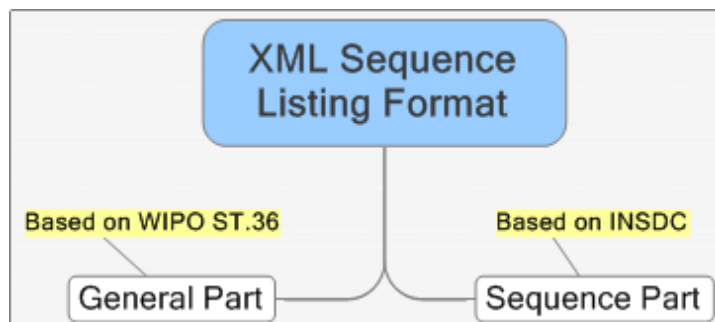 XML Sequence
Listing Format
Based on WIPO ST.36
Based on INSDC
General Part
Sequence Part